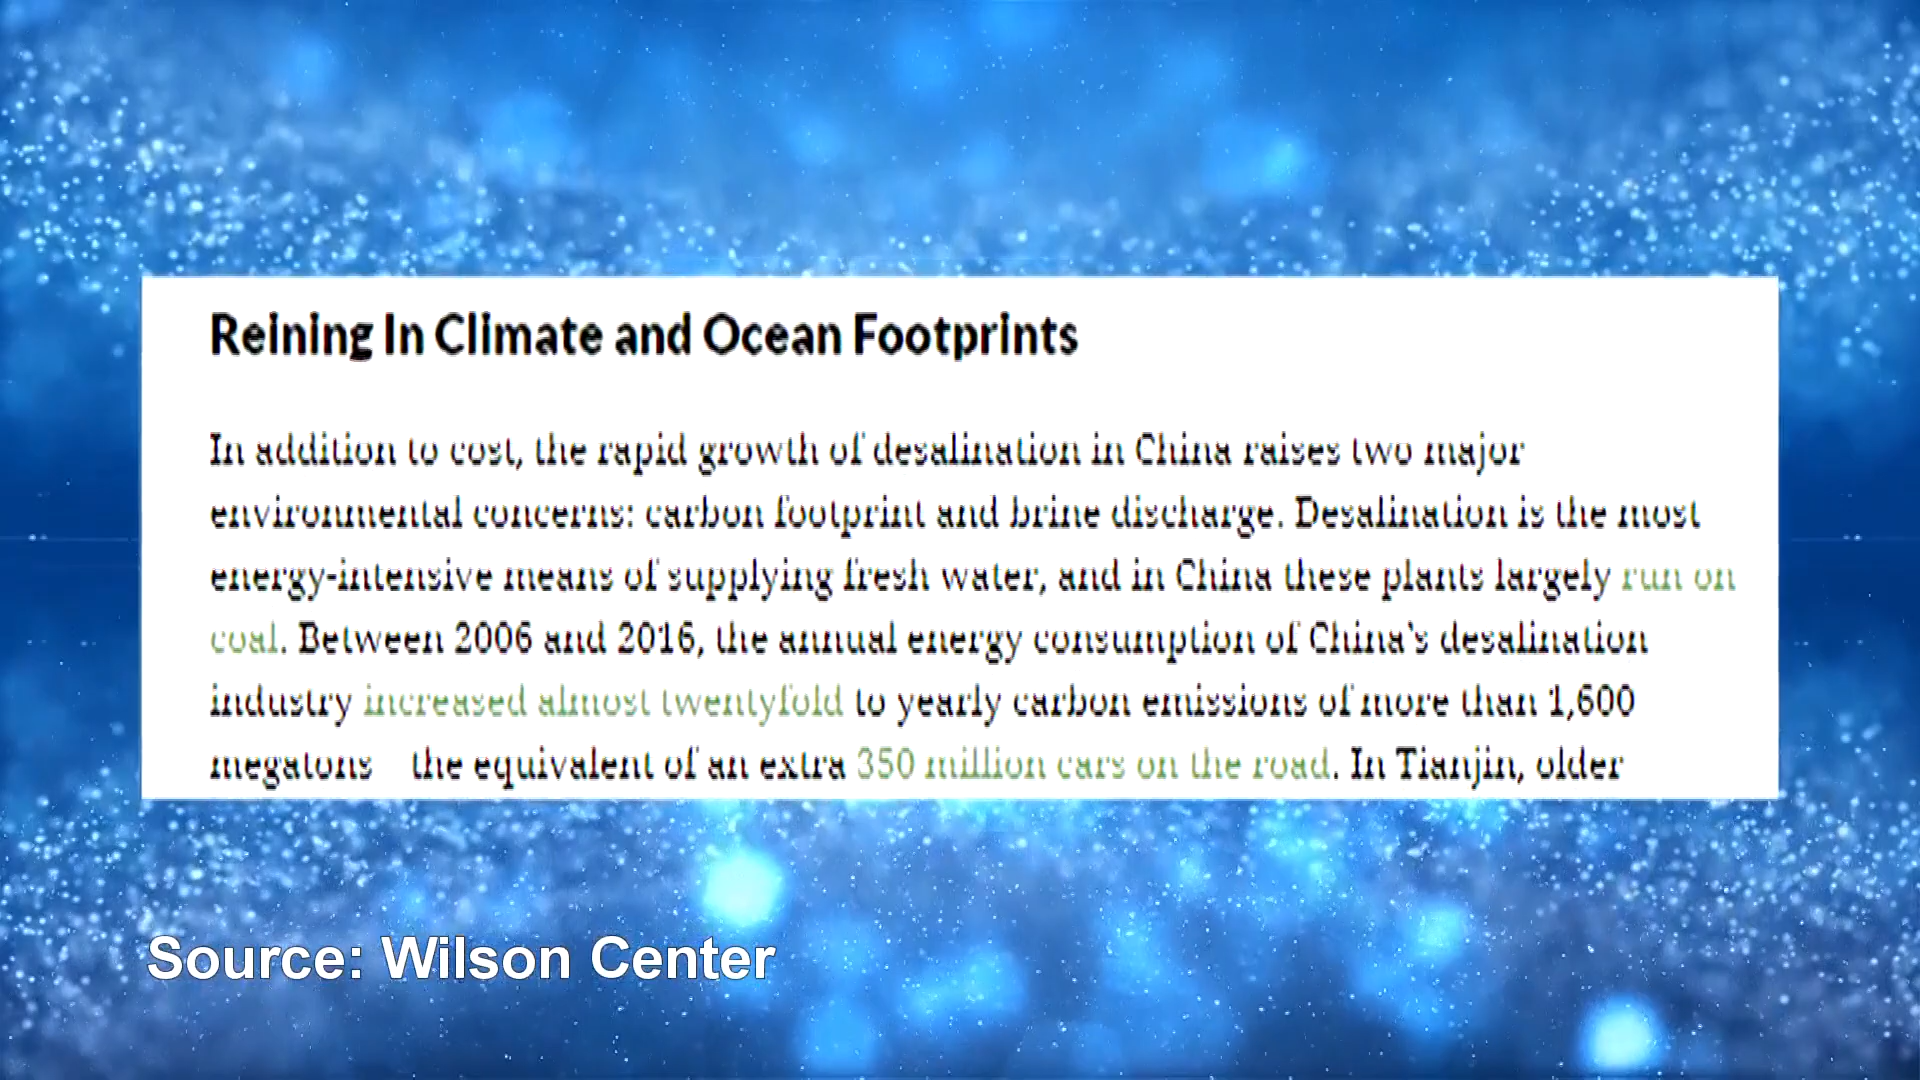 Reining In Climate and Ocean Footprints
In addition to cost, the rapid growth of desalination in China raises two major
environmental concerns: carbon footprint and brine discharge. Desalination is the most
energy-intensive means of supplying fresh water, and in China these plants largely run on
coal. Between 2006 and 2016, the annual energy consumption of China's desalination
industry increased almost twentyfold to yearly carbon emissions of more than 1,600
megatons   the equivalent of an extra 350 million cars on the road. In Tianjin, older
Source: Wilson Center